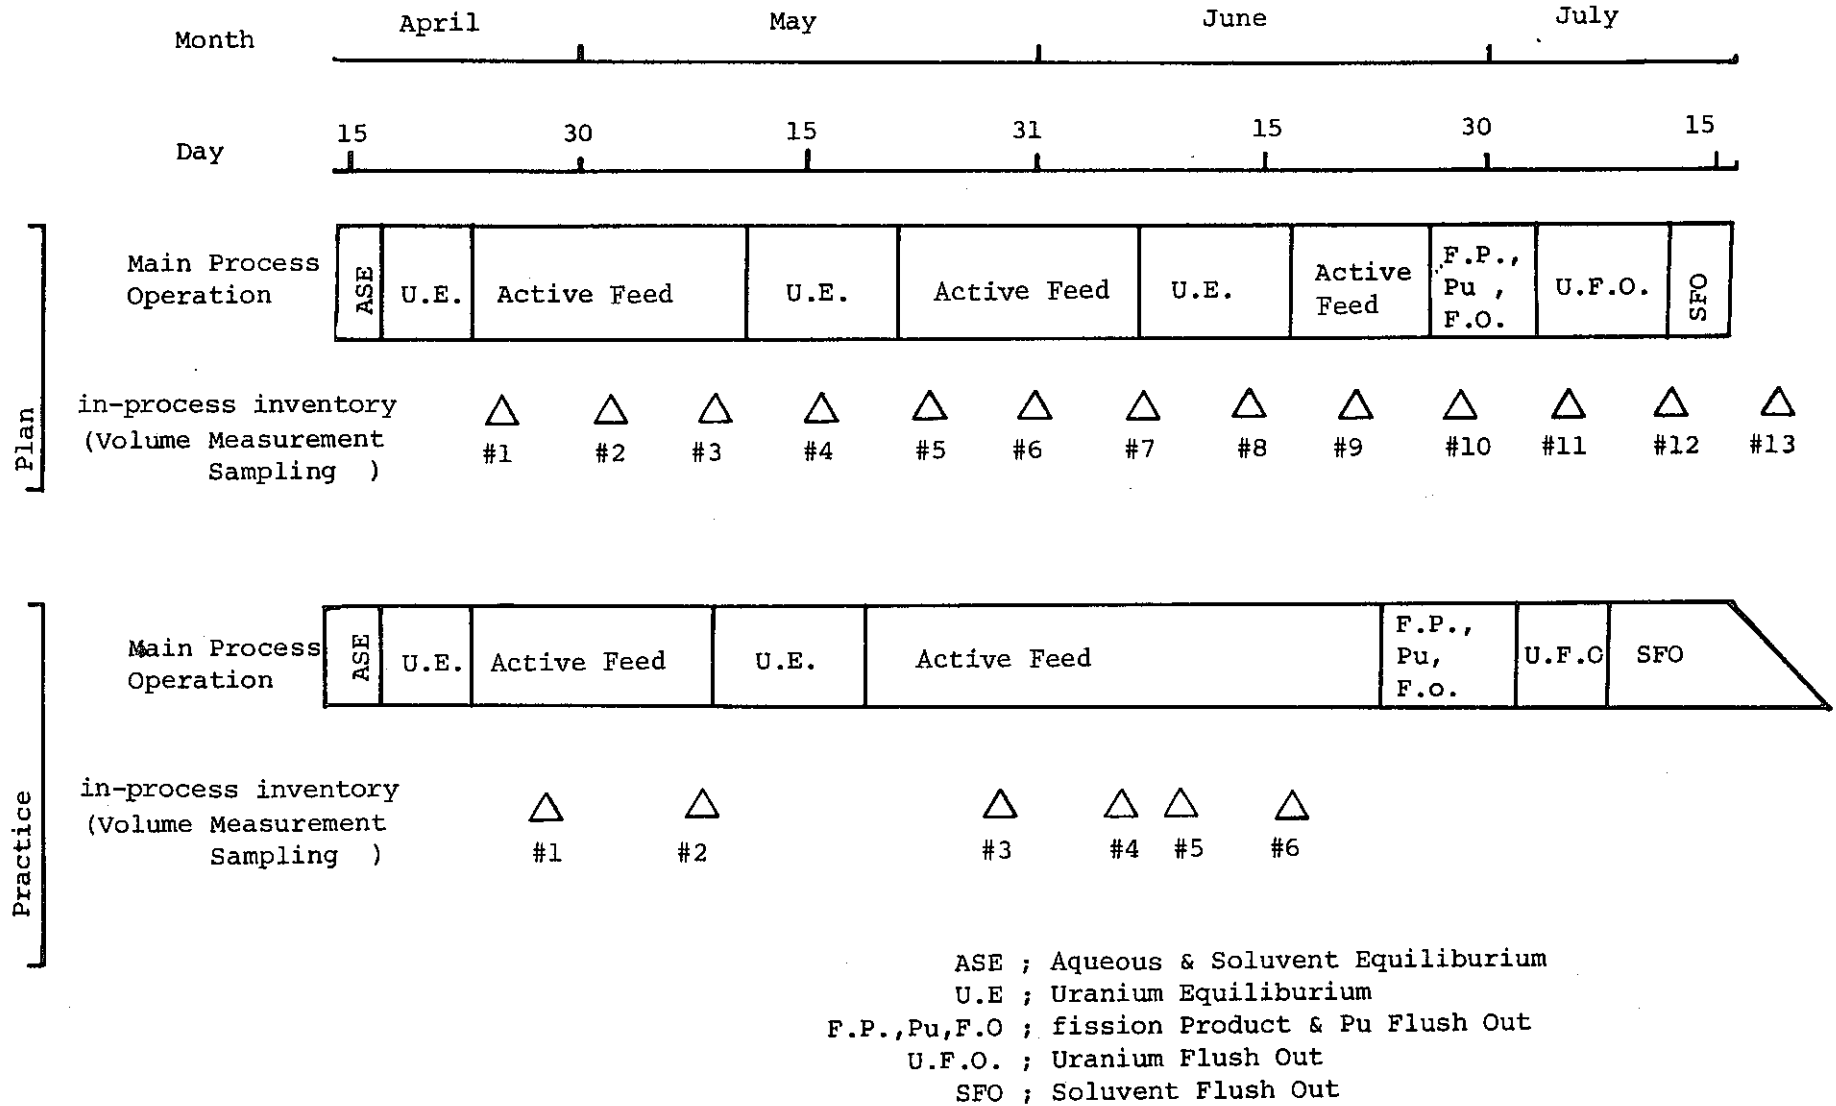 Month April May June July
Day 15 30 15 31 15 30 15
Plan
Main Process
Operation
ASE U.E. Active Feed U.E. Active Feed U.E. Active
Feed F.P.,
Pu ,
F.O. U.F.O. SFO
in-process inventory
(Volume Measurement
Sampling )
#1 #2 #3 #4 #5 #6 #7 #8 #9 #10 #11 #12 #13
Practice
Main Process
Operation
ASE U.E. Active Feed U.E. Active Feed F.P.,
Pu,
F.o. U.F.O SFO
in-process inventory
(Volume Measurement
Sampling )
#1 #2 #3 #4 #5 #6
ASE ; Aqueous & Soluvent Equiliburium
U.E ; Uranium Equiliburium
F.P.,Pu,F.O ; fission Product & Pu Flush Out
U.F.O. ; Uranium Flush Out
SFO ; Soluvent Flush Out